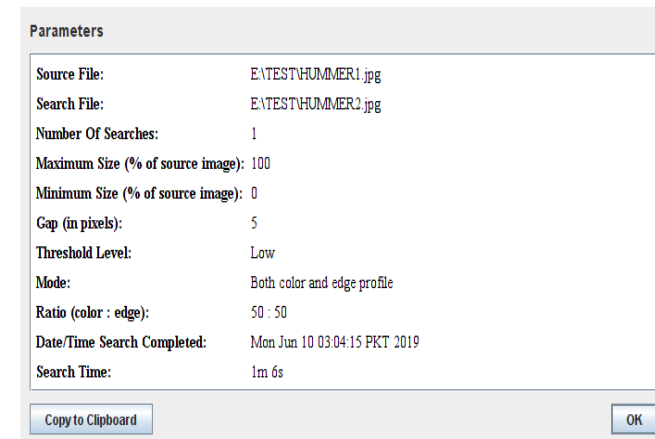 Parameters
Source File: E:\TEST\HUMMER1.jpg
Search File: E:\TEST\HUMMER2.jpg
Number Of Searches: 1
Maximum Size (% of source image): 100
Minimum Size (% of source image): 0
Gap (in pixels): 5
Threshold Level: Low
Mode: Both color and edge profile
Ratio (color : edge): 50 : 50
Date/Time Search Completed: Mon Jun 10 03:04:15 PKT 2019
Search Time: 1m 6s
Copy to Clipboard OK